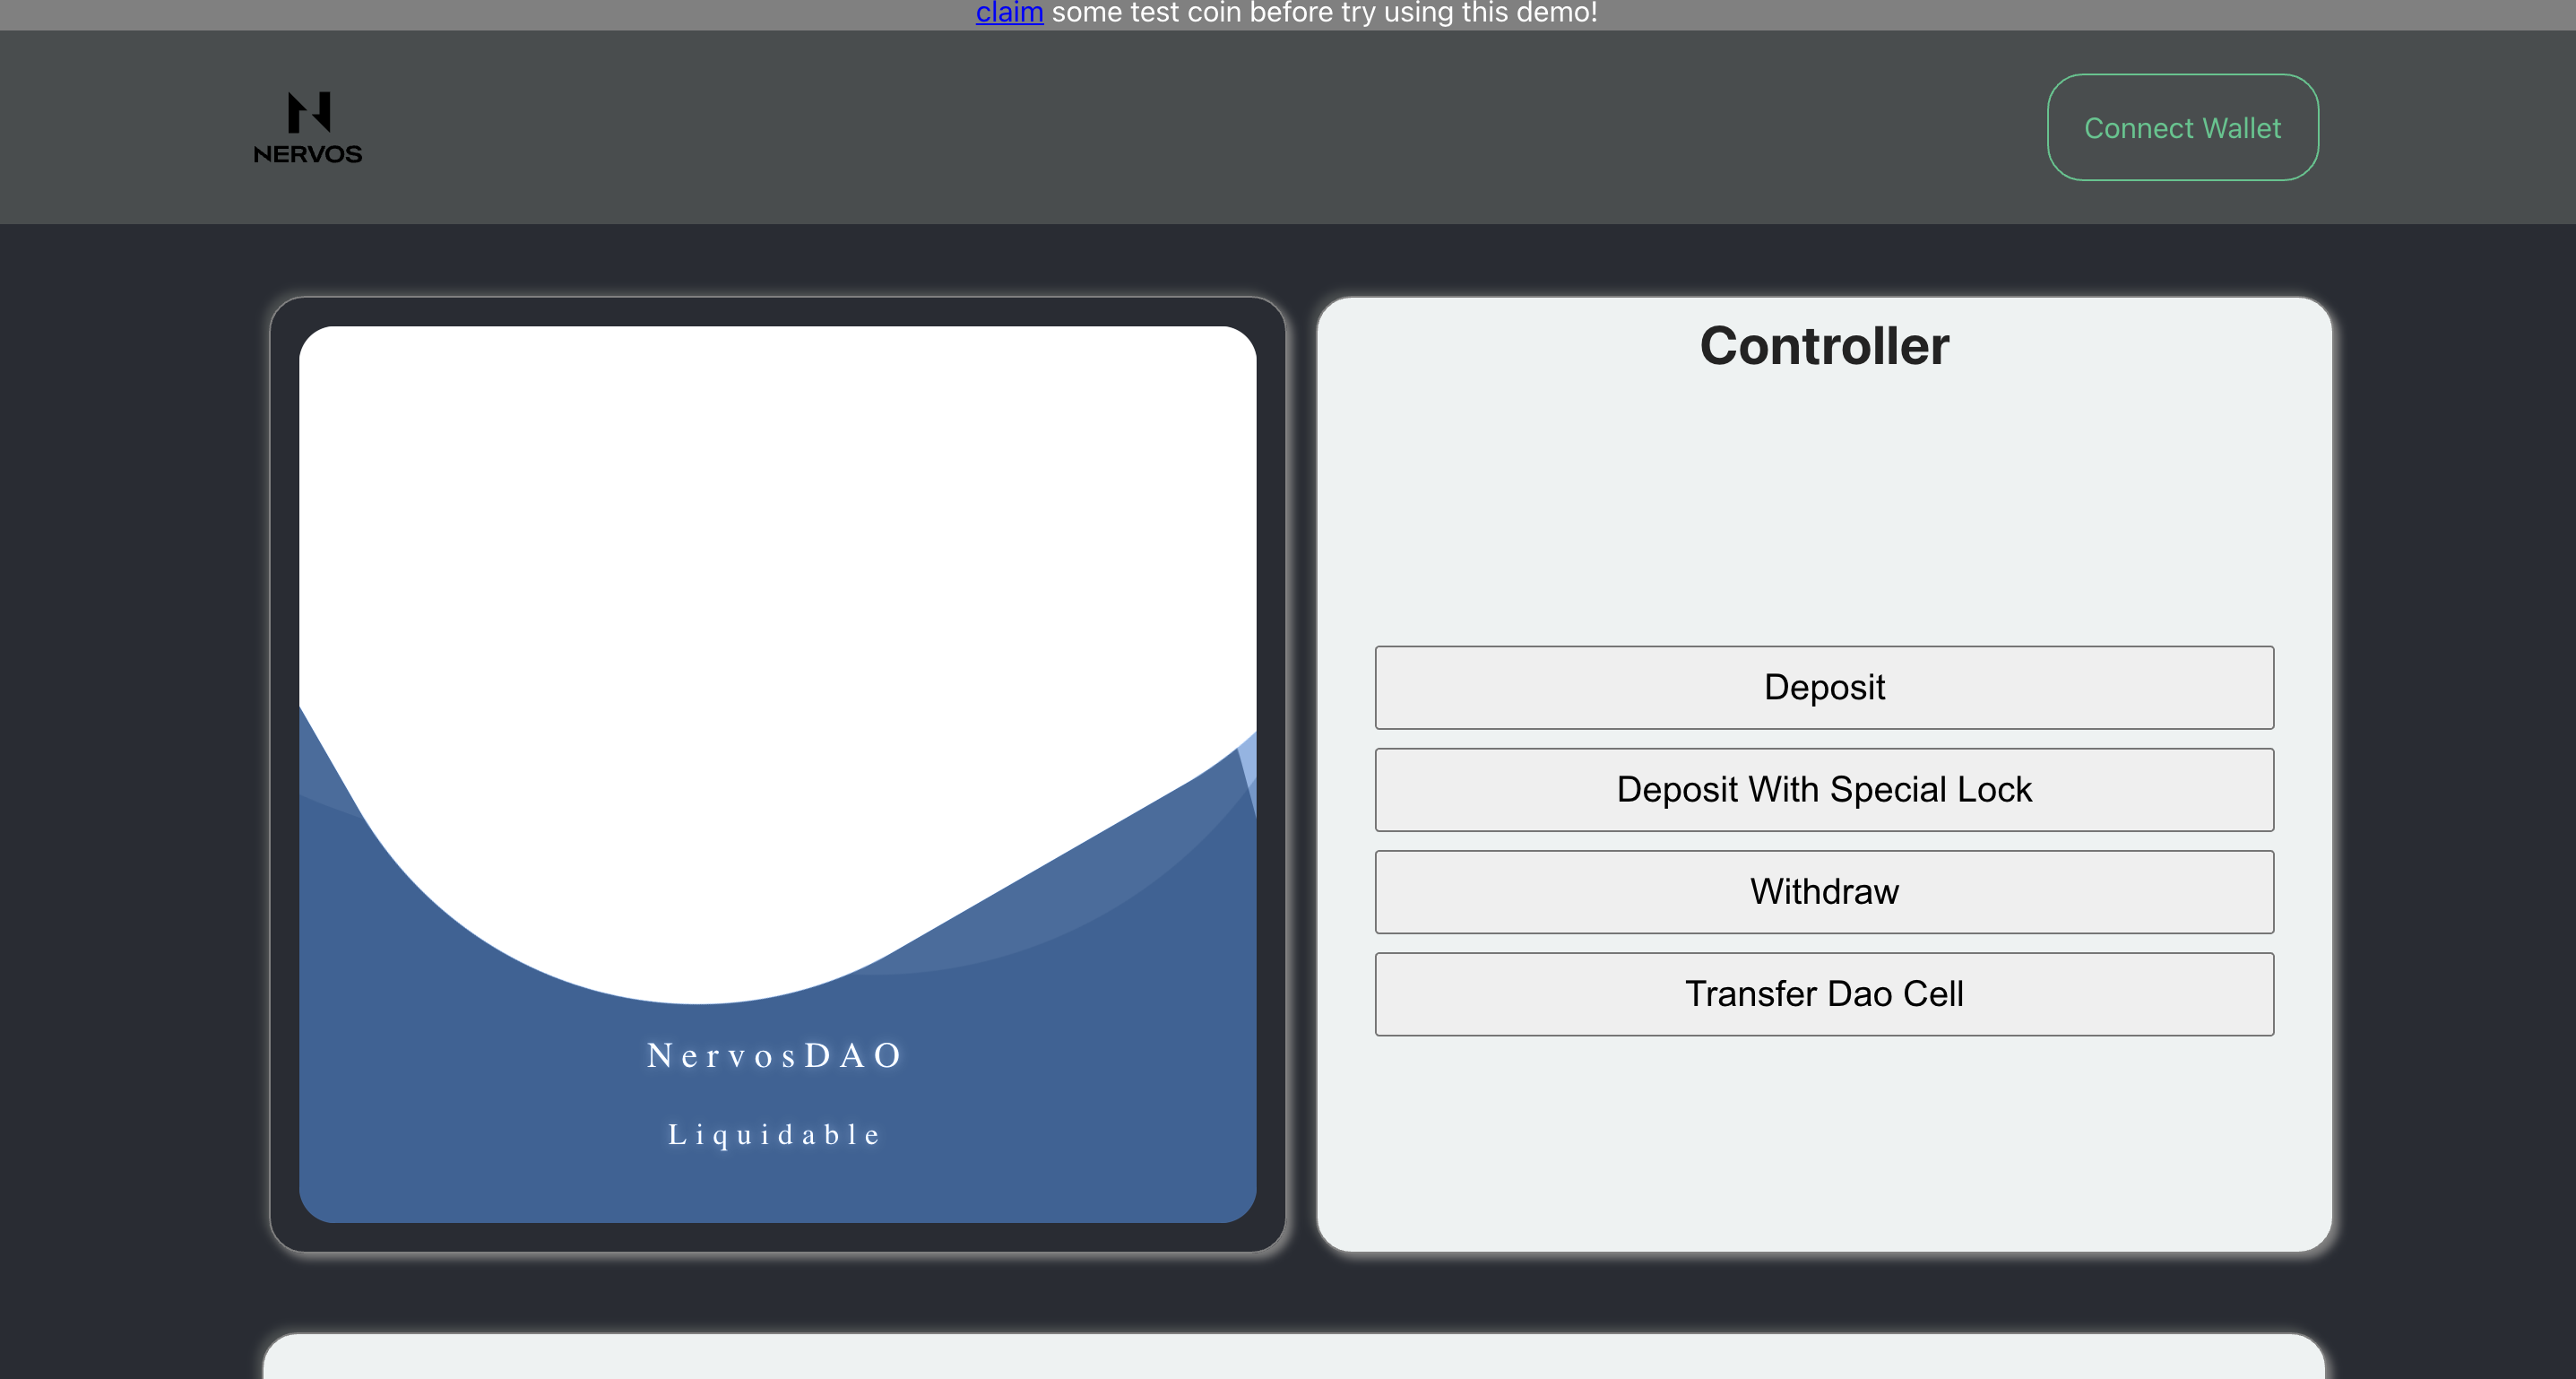 claim some test coin before try using this demo!
NERVOS
Connect Wallet
NervosDAO
Liquidable
Controller
Deposit
Deposit With Special Lock
Withdraw
Transfer Dao Cell